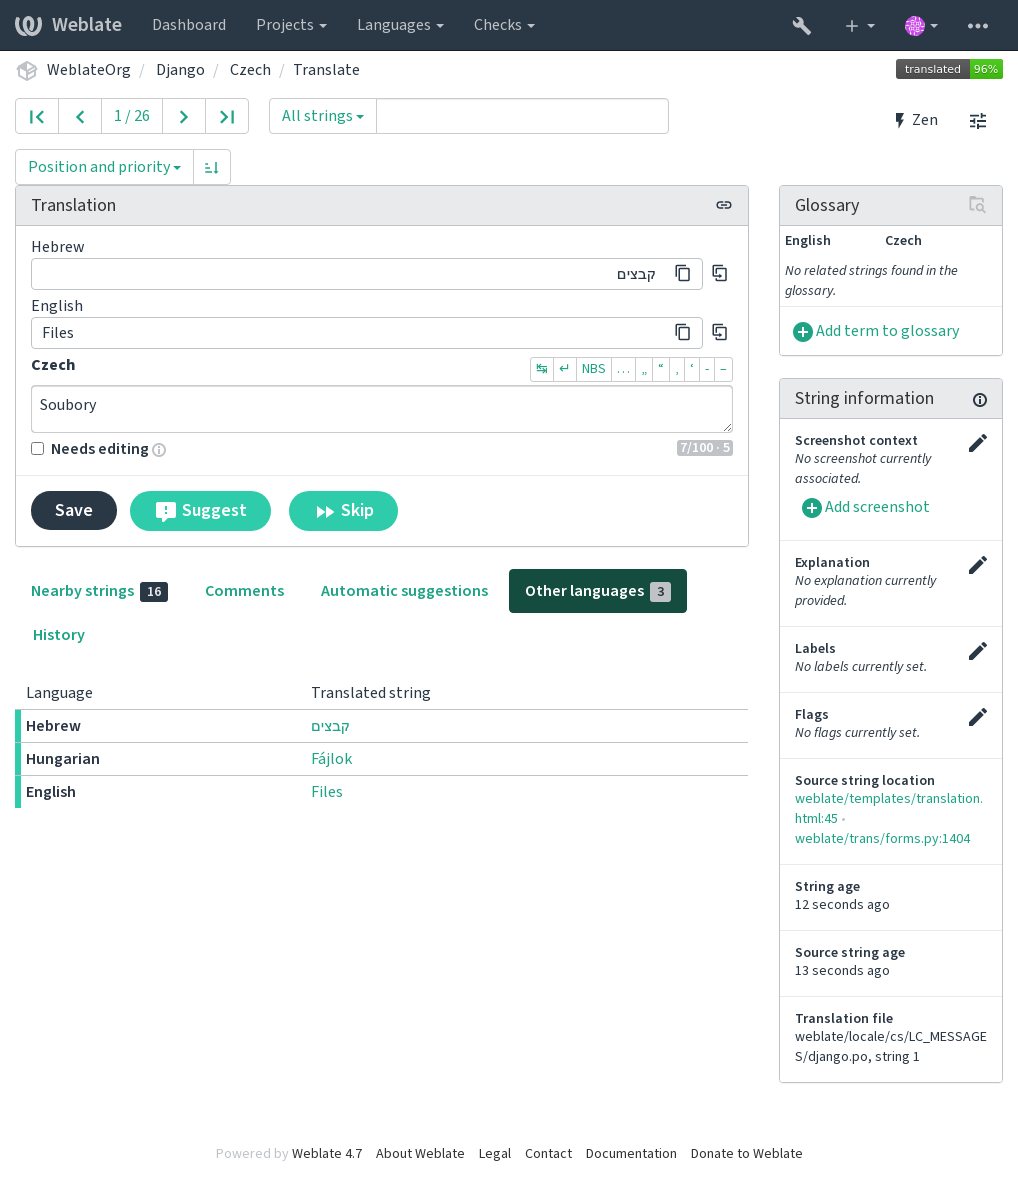 Weblate Dashboard Projects Languages Checks
WeblateOrg / Django / Czech / Translate
translated 96%
1 / 26
All strings
Zen
Position and priority
Translation
Hebrew
קבצים
English
Files
Czech
NBS … „ “ ‚ ‘ - –
Soubory
Needs editing
7/100 · 5
Save Suggest Skip
Nearby strings 16 Comments Automatic suggestions Other languages 3
History
Language Translated string
Hebrew קבצים
Hungarian Fájlok
English Files
Glossary
English Czech
No related strings found in the
glossary.
Add term to glossary
String information
Screenshot context
No screenshot currently
associated.
Add screenshot
Explanation
No explanation currently
provided.
Labels
No labels currently set.
Flags
No flags currently set.
Source string location
weblate/templates/translation.
html:45 •
weblate/trans/forms.py:1404
String age
12 seconds ago
Source string age
13 seconds ago
Translation file
weblate/locale/cs/LC_MESSAGE
S/django.po, string 1
Powered by Weblate 4.7 About Weblate Legal Contact Documentation Donate to Weblate